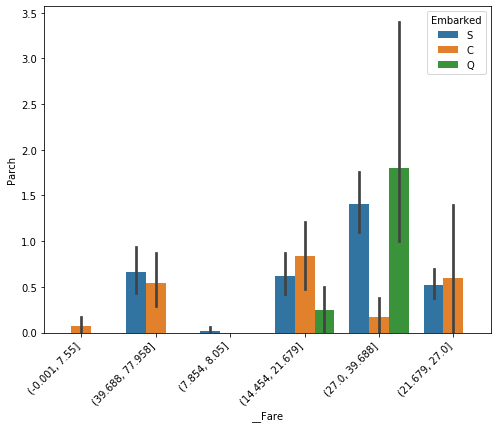 3.5
3.0
2.5
2.0
1.5
1.0
0.5
0.0
Parch
Embarked
S
C
Q
(-0.001, 7.55]
(39.688, 77.958]
(7.854, 8.05]
(14.454, 21.679]
(27.0, 39.688]
(21.679, 27.0]
__Fare